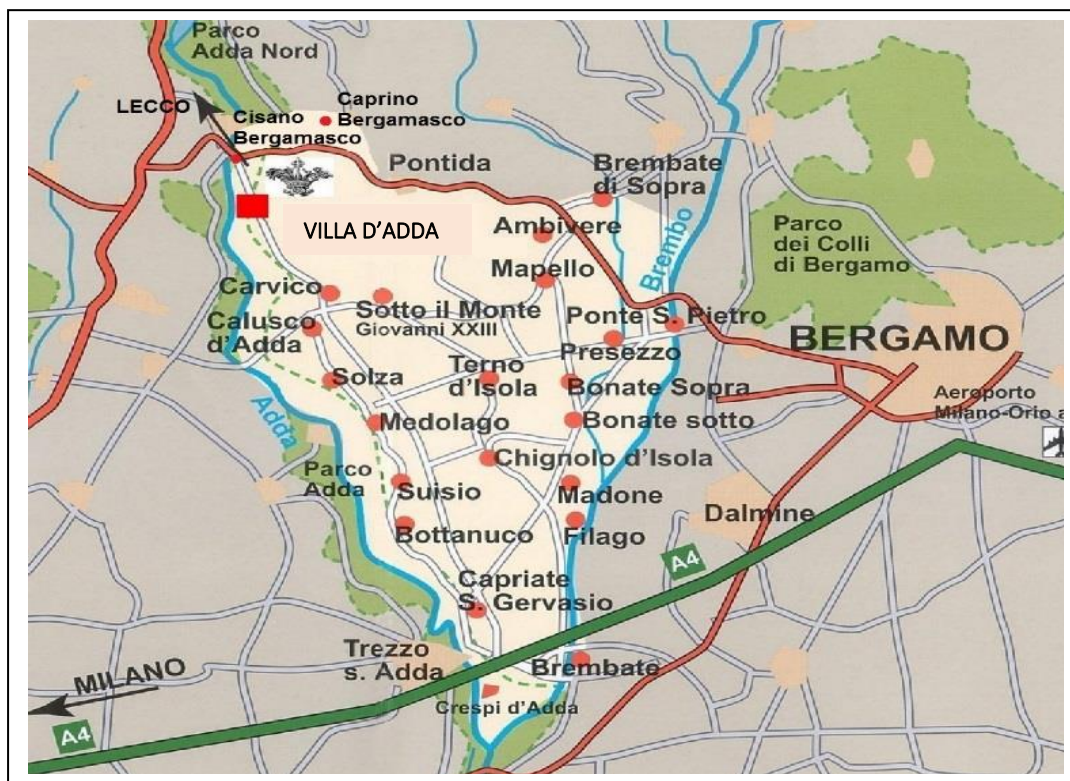 Parco
Adda Nord
LECCO
Cisano
Bergamasco
Caprino
Bergamasco
Pontida
Brembate
di Sopra
VILLA D'ADDA
Ambivere
Brembo
Parco
dei Colli
di Bergamo
Mapello
Carvico
Sotto il Monte
Giovanni XXIII
Calusco
d'Adda
Ponte S. Pietro
BERGAMO
Presezzo
Terno
d'Isola
Solza
Bonate Sopra
Aeroporto
Milano-Orio a
Adda
Medolago
Bonate sotto
Chignolo d'Isola
Parco
Adda
Suisio
Madone
Dalmine
Bottanuco
Filago
A4
Capriate
S. Gervasio
Trezzo
s. Adda
Brembate
MILANO
Crespi d'Adda
A4